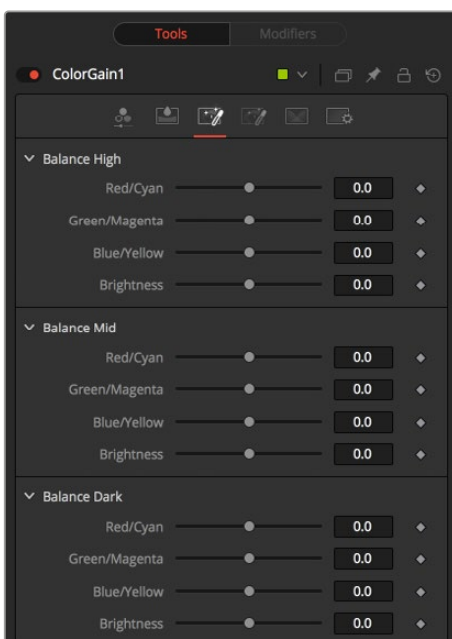 Tools Modifiers
ColorGain1
Balance High
Red/Cyan 0.0
Green/Magenta 0.0
Blue/Yellow 0.0
Brightness 0.0
Balance Mid
Red/Cyan 0.0
Green/Magenta 0.0
Blue/Yellow 0.0
Brightness 0.0
Balance Dark
Red/Cyan 0.0
Green/Magenta 0.0
Blue/Yellow 0.0
Brightness 0.0